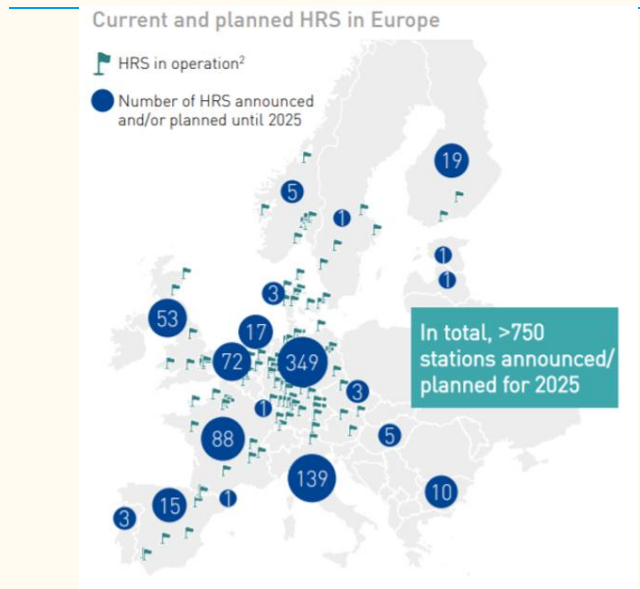 Current and planned HRS in Europe
HRS in operation²
Number of HRS announced
and/or planned until 2025
19
5
1
1
1
3
53
17
72
349
In total, >750
stations announced/
planned for 2025
3
1
88
5
139
10
15
1
3